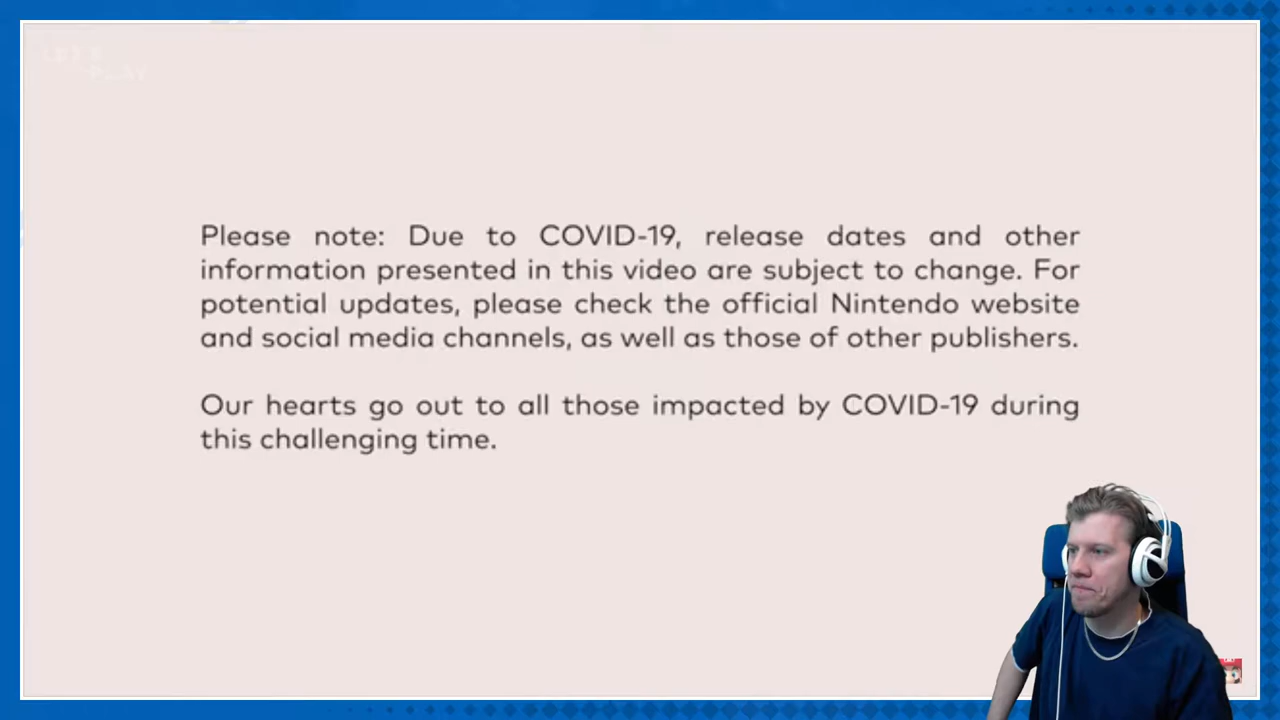 LET'S
PLAY
Please note: Due to COVID-19, release dates and other
information presented in this video are subject to change. For
potential updates, please check the official Nintendo website
and social media channels, as well as those of other publishers.
Our hearts go out to all those impacted by COVID-19 during
this challenging time.